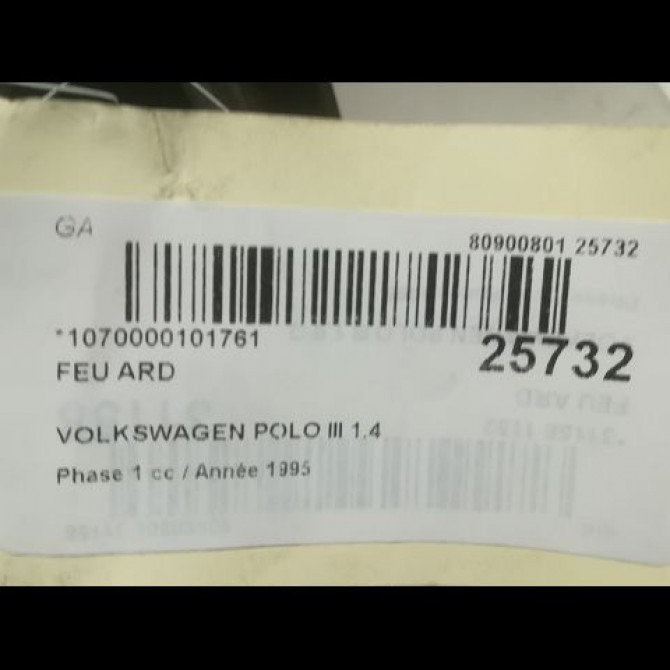 GA
80900801 25732
*1070000101761
25732
FEU ARD
VOLKSWAGEN POLO III 1.4
Phase 1 cc / Année 1995